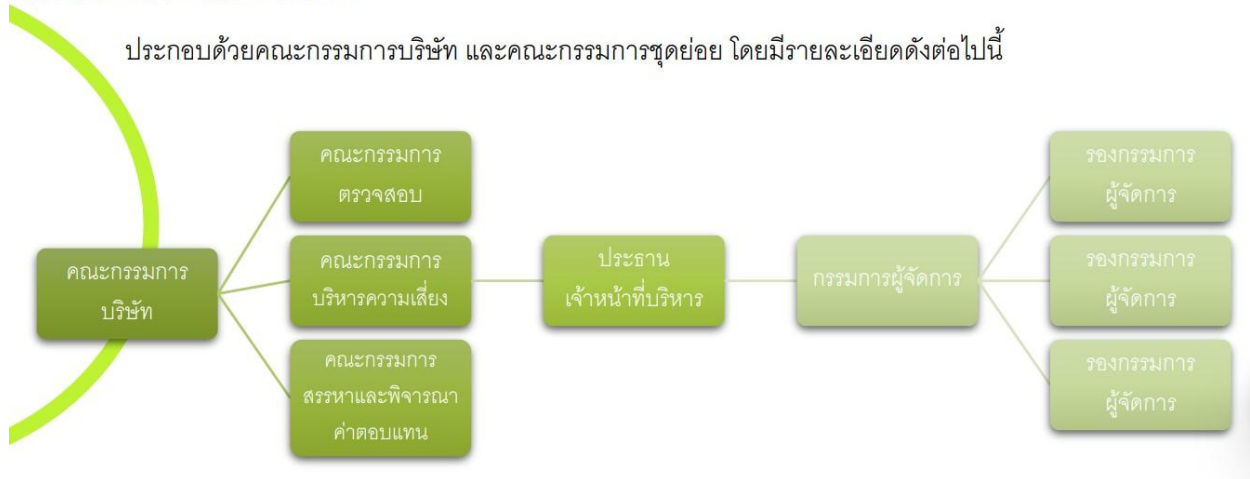 ประกอบด้วยคณะกรรมการบริษัท และคณะกรรมการชุดย่อย โดยมีรายละเอียดดังต่อไปนี้
คณะกรรมการ
บริษัท
คณะกรรมการ
ตรวจสอบ
คณะกรรมการ
บริหารความเสี่ยง
คณะกรรมการ
สรรหาและพิจารณา
ค่าตอบแทน
ประธาน
เจ้าหน้าที่บริหาร
กรรมการผู้จัดการ
รองกรรมการ
ผู้จัดการ
รองกรรมการ
ผู้จัดการ
รองกรรมการ
ผู้จัดการ